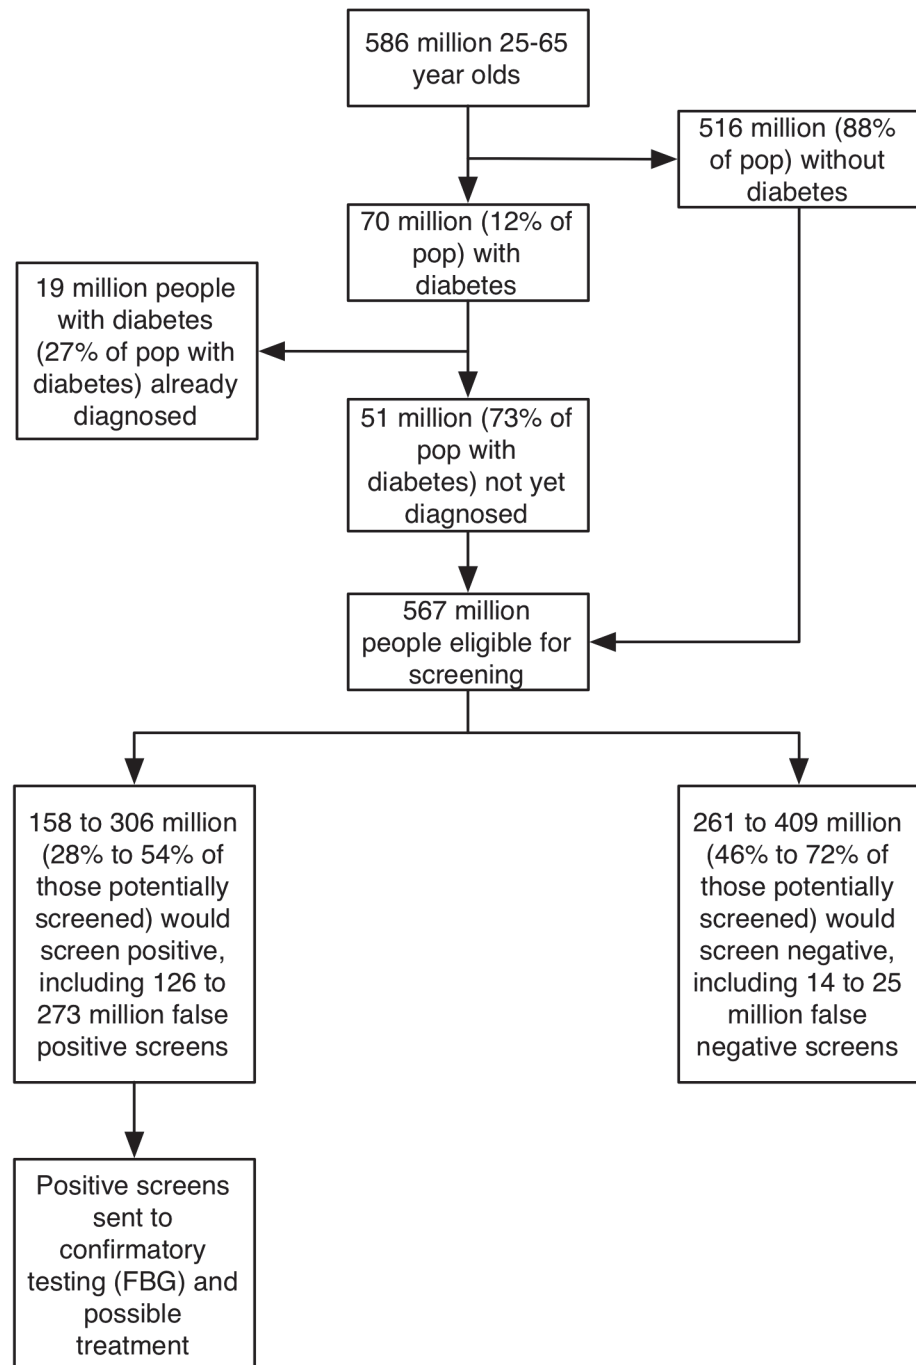 586 million 25-65
year olds
516 million (88%
of pop) without
diabetes
70 million (12% of
pop) with
diabetes
19 million people
with diabetes
(27% of pop with
diabetes) already
diagnosed
51 million (73% of
pop with
diabetes) not yet
diagnosed
567 million
people eligible for
screening
158 to 306 million
(28% to 54% of
those potentially
screened) would
screen positive,
including 126 to
273 million false
positive screens
261 to 409 million
(46% to 72% of
those potentially
screened) would
screen negative,
including 14 to 25
million false
negative screens
Positive screens
sent to
confirmatory
testing (FBG) and
possible
treatment